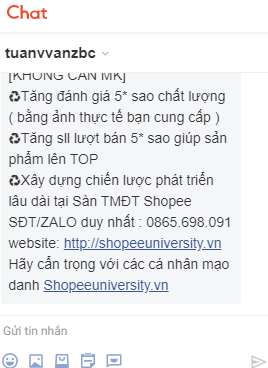 Chat
tuanvvanzbc
[KHÔNG CẦN MK]
♻Tăng đánh giá 5* sao chất lượng
( bằng ảnh thực tế bạn cung cấp )
♻Tăng sll lượt bán 5* sao giúp sản
phẩm lên TOP
♻Xây dựng chiến lược phát triển
lâu dài tại Sàn TMĐT Shopee
SĐT/ZALO duy nhất : 0865.698.091
website: http://shopeeuniversity.vn
Hãy cẩn trọng với các cá nhân mạo
danh Shopeeuniversity.vn
Gửi tin nhắn